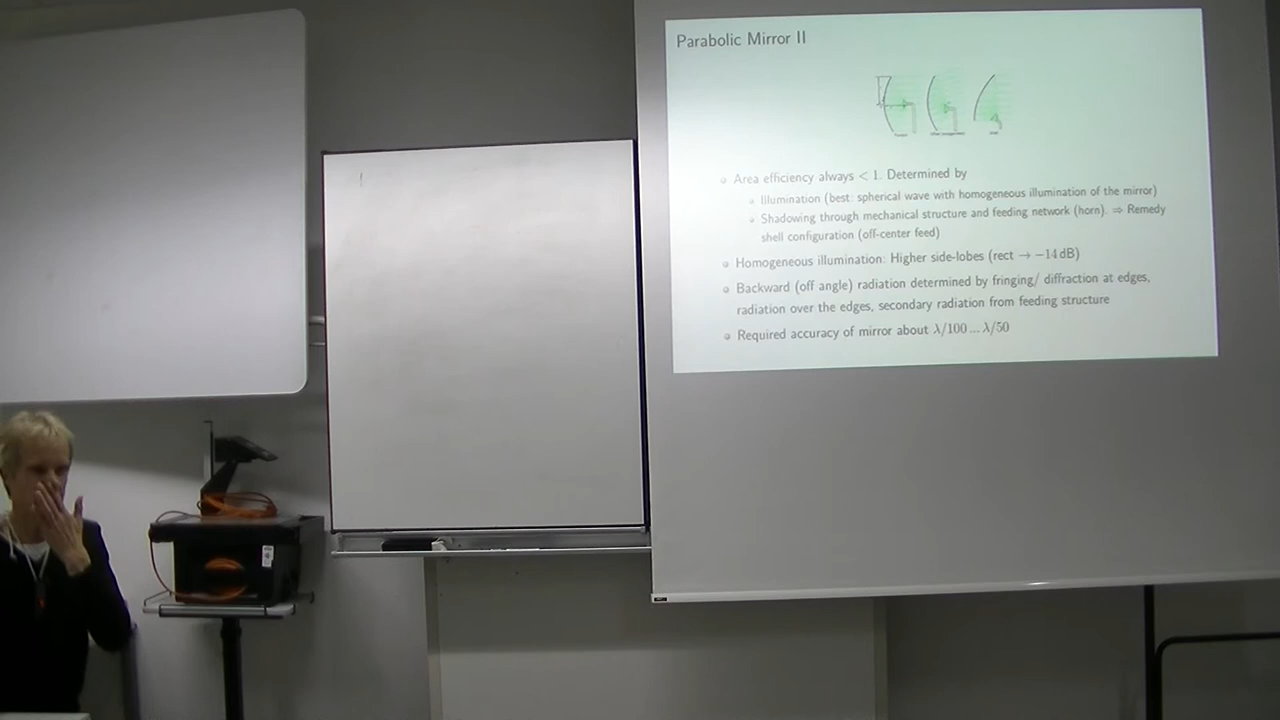 Parabolic Mirror II
Area efficiency always < 1. Determined by
Illumination (best: spherical wave with homogeneous illumination of the mirror)
Shadowing through mechanical structure and feeding network (horn). ⇒ Remedy
shell configuration (off-center feed)
Homogeneous illumination: Higher side-lobes (rect → −14 dB)
Backward (off angle) radiation determined by fringing/ diffraction at edges,
radiation over the edges, secondary radiation from feeding structure
Required accuracy of mirror about λ/100 ... λ/50